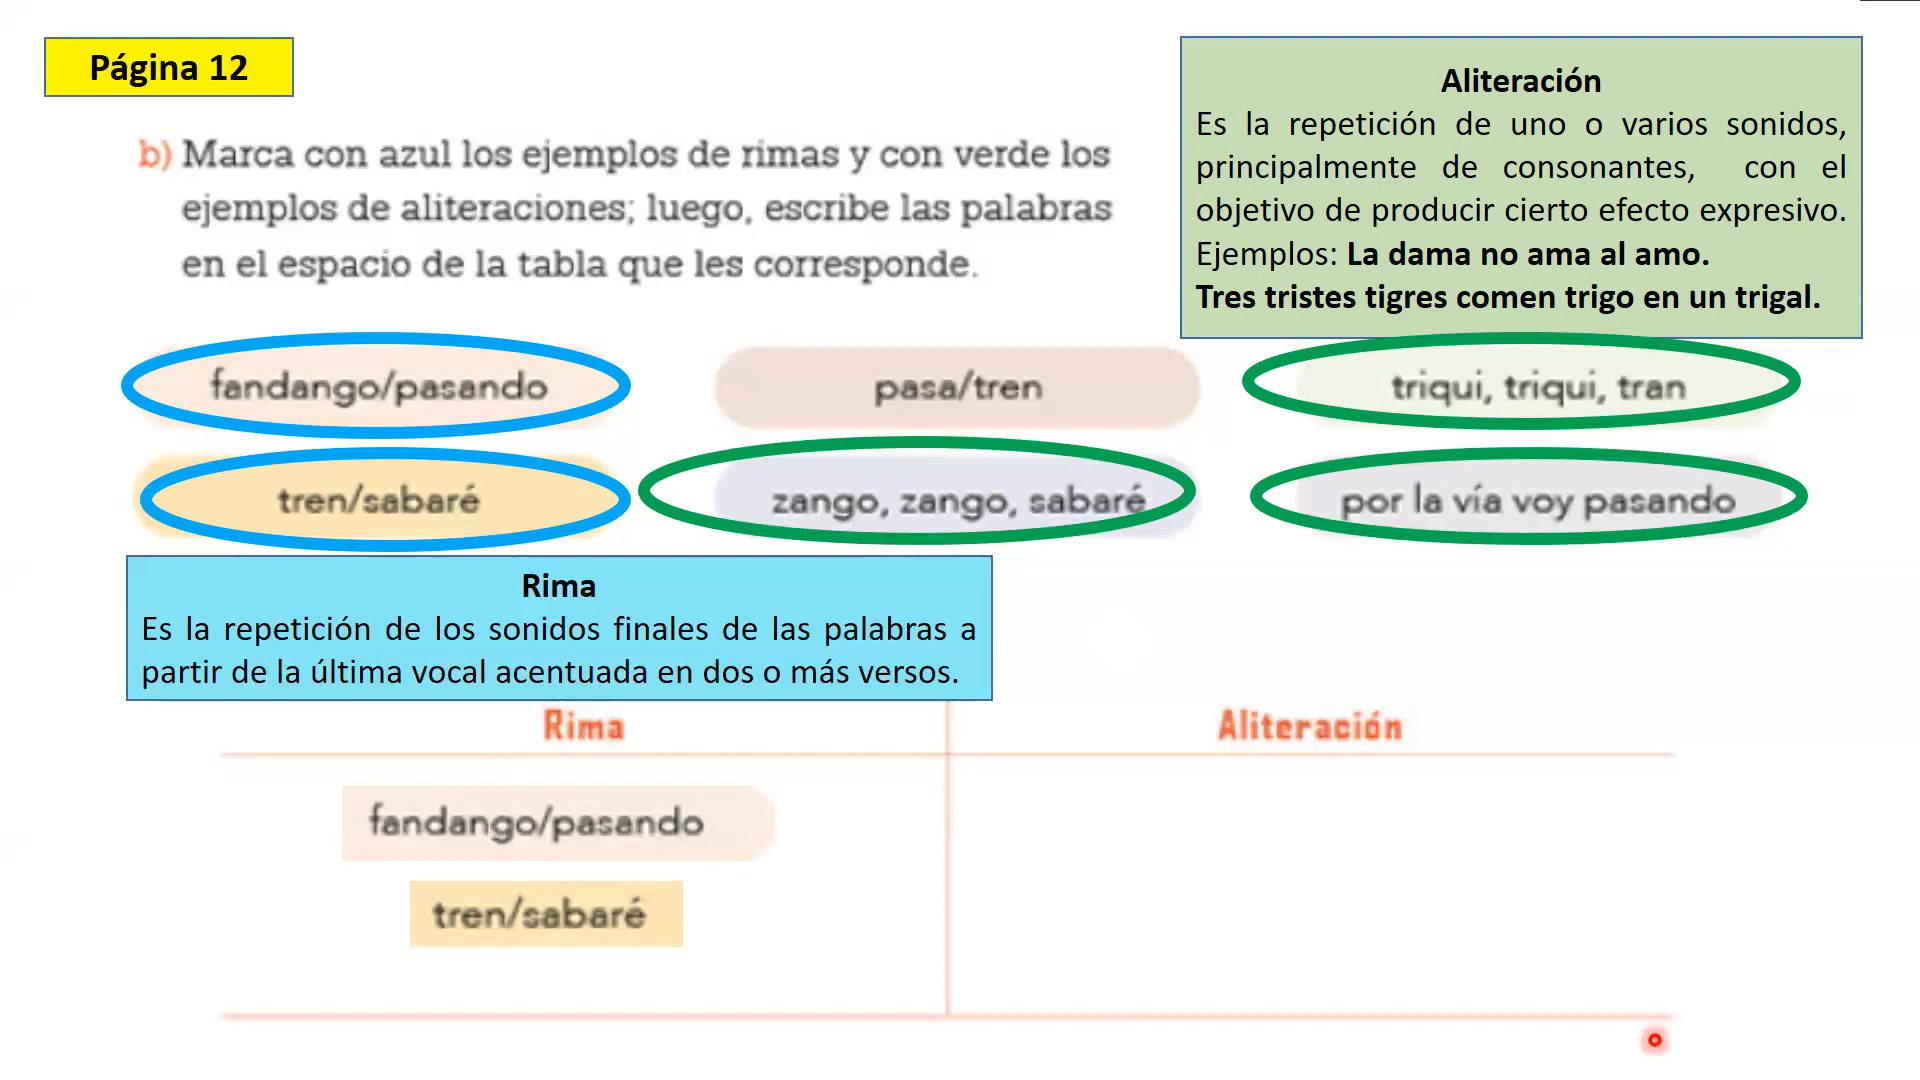 Página 12
Aliteración
Es la repetición de uno o varios sonidos,
principalmente de consonantes, con el
objetivo de producir cierto efecto expresivo.
Ejemplos: La dama no ama al amo.
Tres tristes tigres comen trigo en un trigal.
b) Marca con azul los ejemplos de rimas y con verde los
ejemplos de aliteraciones; luego, escribe las palabras
en el espacio de la tabla que les corresponde.
fandango/pasando
pasa/tren
triqui, triqui, tran
tren/sabaré
zango, zango, sabaré
por la vía voy pasando
Rima
Es la repetición de los sonidos finales de las palabras a
partir de la última vocal acentuada en dos o más versos.
Rima
Aliteración
fandango/pasando
tren/sabaré